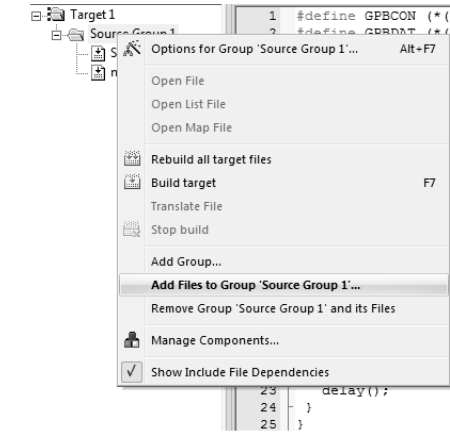 Target 1
1 #define GPBCON (*(
Source Group 1
2 #define GPBDAT (*(
S
Options for Group 'Source Group 1'... Alt+F7
Open File
Open List File
Open Map File
Rebuild all target files
Build target F7
Translate File
Stop build
Add Group...
Add Files to Group 'Source Group 1'...
Remove Group 'Source Group 1' and its Files
Manage Components...
Show Include File Dependencies
23 delay();
24 }
25 }